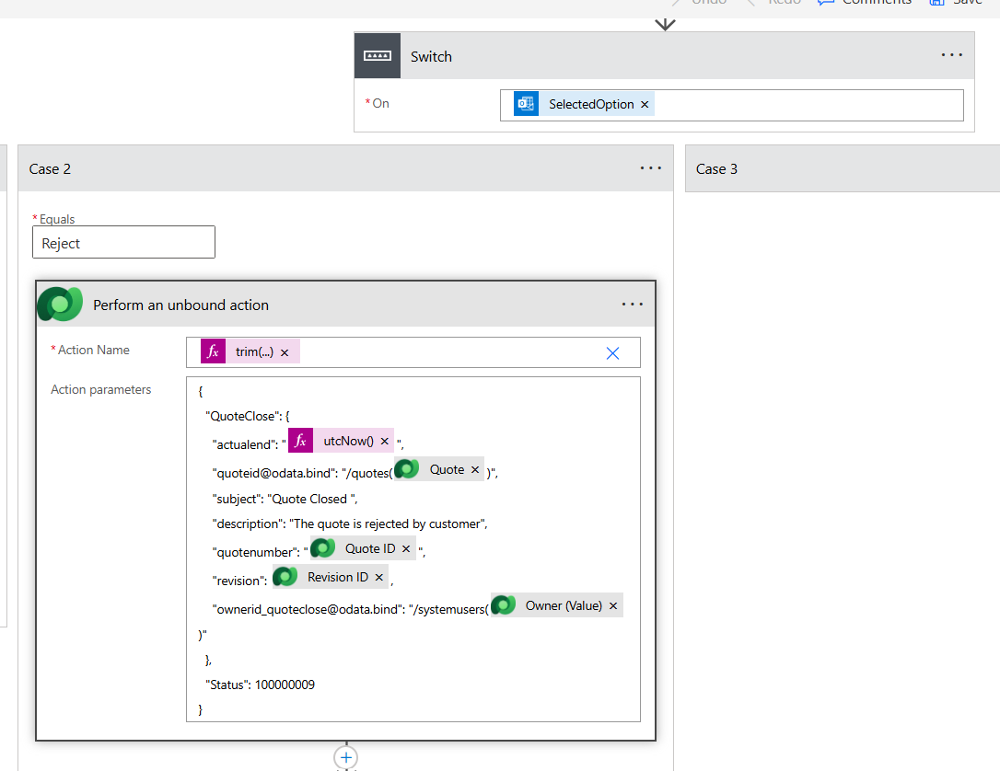 Undo Redo Comments Save
Switch
* On
SelectedOption ×
Case 2
Case 3
* Equals
Reject
Perform an unbound action
* Action Name
fx trim(...) ×
Action parameters
{
"QuoteClose": {
"actualend": " fx utcNow() × ",
"quoteid@odata.bind": "/quotes( Quote × )",
"subject": "Quote Closed ",
"description": "The quote is rejected by customer",
"quotenumber": " Quote ID × ",
"revision": Revision ID × ,
"ownerid_quoteclose@odata.bind": "/systemusers( Owner (Value) ×
)"
},
"Status": 100000009
}